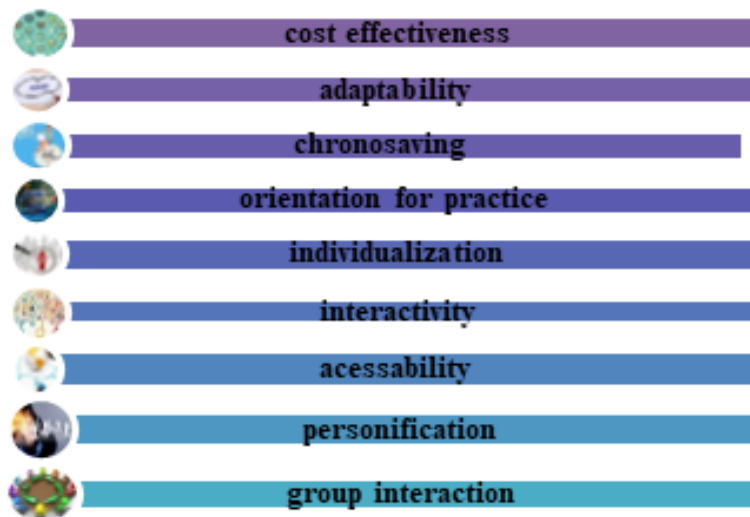 cost effectiveness
adaptability
chronosaving
orientation for practice
individualization
interactivity
acessability
personification
group interaction